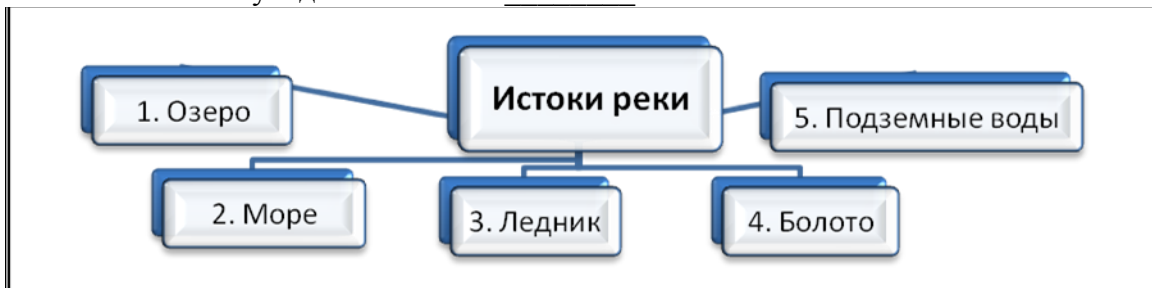 Истоки реки
1. Озеро
5. Подземные воды
2. Море
3. Ледник
4. Болото